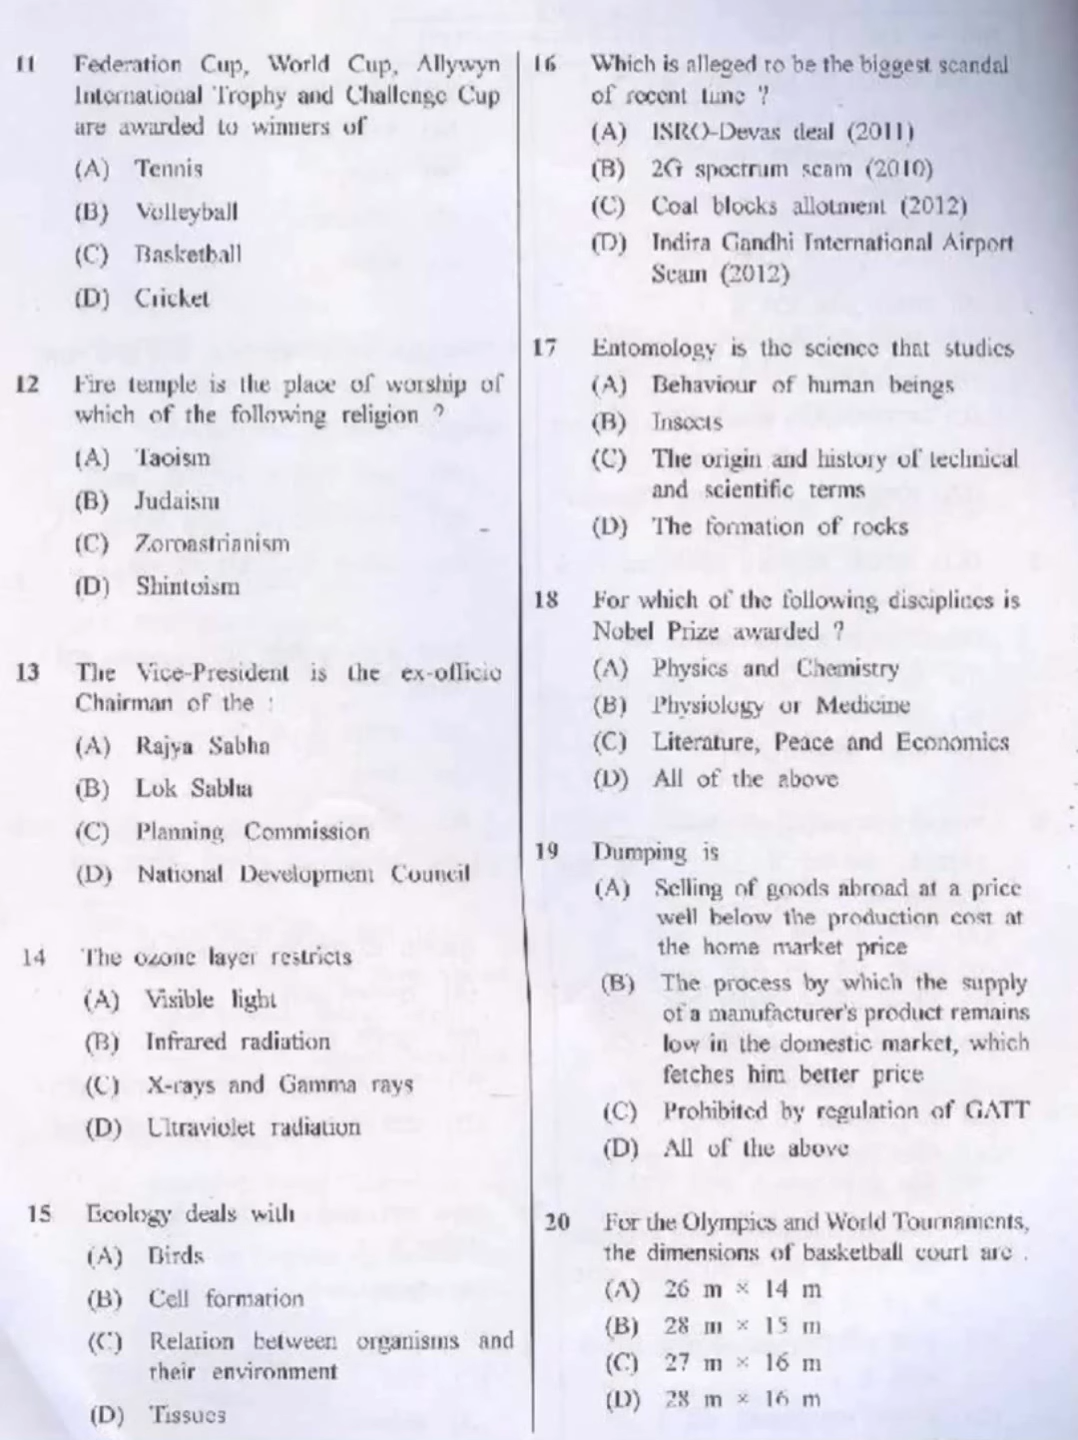 11 Federation Cup, World Cup, Allywyn
International Trophy and Challenge Cup
are awarded to winners of
(A) Tennis
(B) Volleyball
(C) Basketball
(D) Cricket
12 Fire temple is the place of worship of
which of the following religion ?
(A) Taoism
(B) Judaism
(C) Zoroastrianism
(D) Shintoism
13 The Vice-President is the ex-officio
Chairman of the :
(A) Rajya Sabha
(B) Lok Sabha
(C) Planning Commission
(D) National Development Council
14 The ozone layer restricts
(A) Visible light
(B) Infrared radiation
(C) X-rays and Gamma rays
(D) Ultraviolet radiation
15 Ecology deals with
(A) Birds
(B) Cell formation
(C) Relation between organisms and
their environment
(D) Tissues
16 Which is alleged to be the biggest scandal
of recent time ?
(A) ISRO-Devas deal (2011)
(B) 2G spectrum scam (2010)
(C) Coal blocks allotment (2012)
(D) Indira Gandhi International Airport
Scam (2012)
17 Entomology is the science that studies
(A) Behaviour of human beings
(B) Insects
(C) The origin and history of technical
and scientific terms
(D) The formation of rocks
18 For which of the following disciplines is
Nobel Prize awarded ?
(A) Physics and Chemistry
(B) Physiology or Medicine
(C) Literature, Peace and Economics
(D) All of the above
19 Dumping is
(A) Selling of goods abroad at a price
well below the production cost at
the home market price
(B) The process by which the supply
of a manufacturer's product remains
low in the domestic market, which
fetches him better price
(C) Prohibited by regulation of GATT
(D) All of the above
20 For the Olympics and World Tournaments,
the dimensions of basketball court are .
(A) 26 m × 14 m
(B) 28 m × 15 m
(C) 27 m × 16 m
(D) 28 m × 16 m